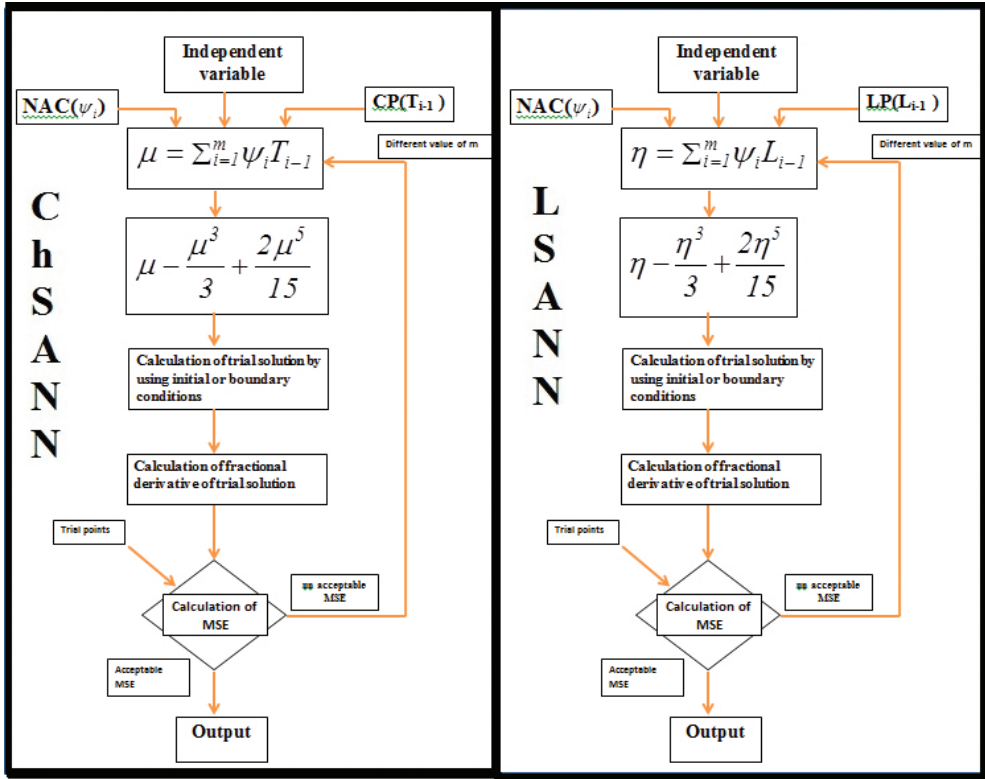 Independent
variable
NAC(ψᵢ)
CP(Tᵢ₋₁ )
Different value of m
μ = ∑ᵐᵢ₌₁ ψᵢTᵢ₋₁
μ − μ³/3 + 2μ⁵/15
Calculation of trial solution by
using initial or boundary
conditions
Calculation of fractional
derivative of trial solution
Trial points
Calculation of
MSE
acceptable
MSE
Acceptable
MSE
Output
C
h
S
A
N
N
Independent
variable
NAC(ψᵢ)
LP(Lᵢ₋₁ )
Different value of m
η = ∑ᵐᵢ₌₁ ψᵢLᵢ₋₁
η − η³/3 + 2η⁵/15
Calculation of trial solution by
using initial or boundary
conditions
Calculation of fractional
derivative of trial solution
Trial points
Calculation of
MSE
acceptable
MSE
Acceptable
MSE
Output
L
S
A
N
N